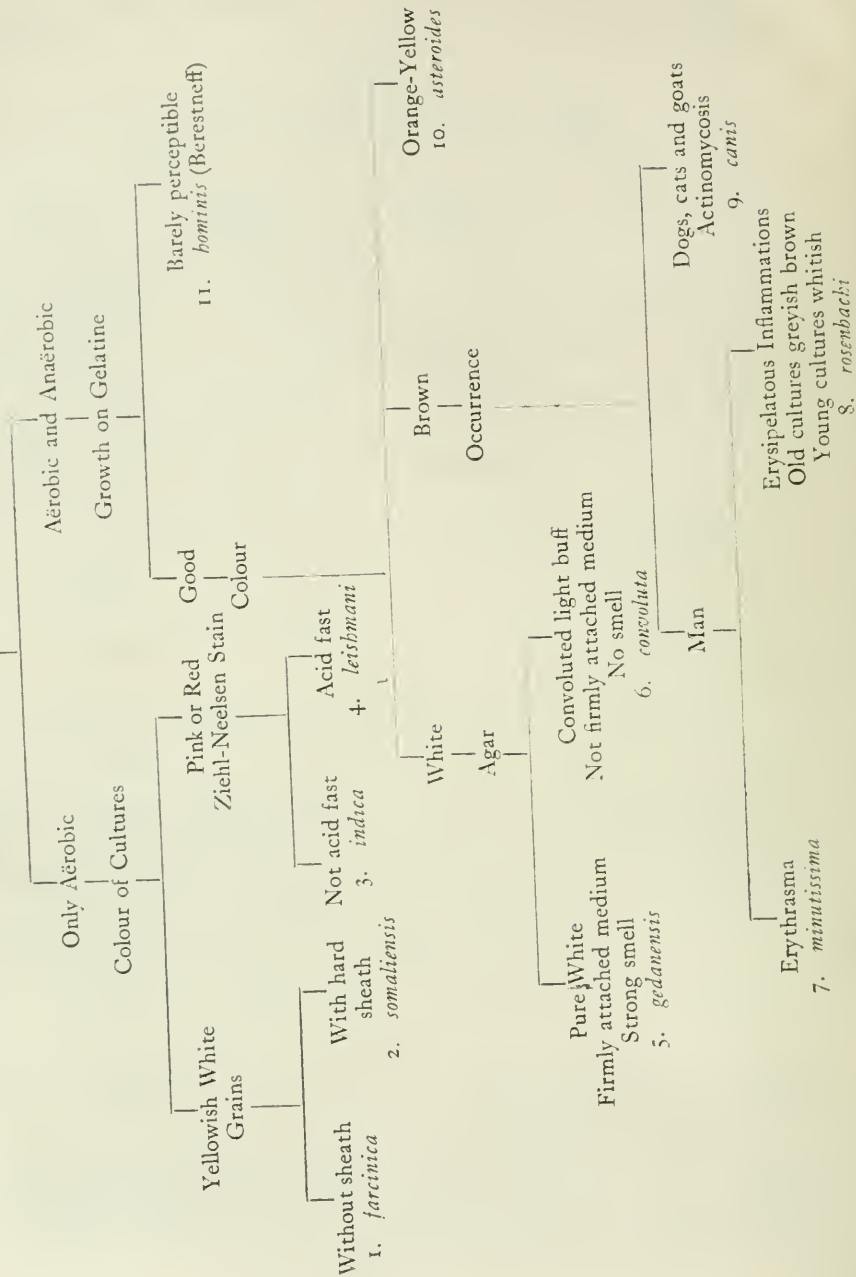 Only Aërobic
Colour of Cultures
Yellowish White
Grains
Without sheath
1. farcinica
With hard
sheath
2. somaliensis
Pink or Red
Ziehl-Neelsen Stain
Not acid fast
3. indica
Acid fast
4. leishmani
Aërobic and Anaërobic
Growth on Gelatine
Good
Colour
White
Agar
Pure White
Firmly attached medium
Strong smell
5. gedanensis
Convoluted light buff
Not firmly attached medium
No smell
6. convoluta
Brown
Occurrence
Man
Erythrasma
7. minutissima
Erysipelatous Inflammations
Old cultures greyish brown
Young cultures whitish
8. rosenbachi
Dogs, cats and goats
Actinomycosis
9. canis
Orange-Yellow
10. asteroides
Barely perceptible
11. hominis (Berestneff)